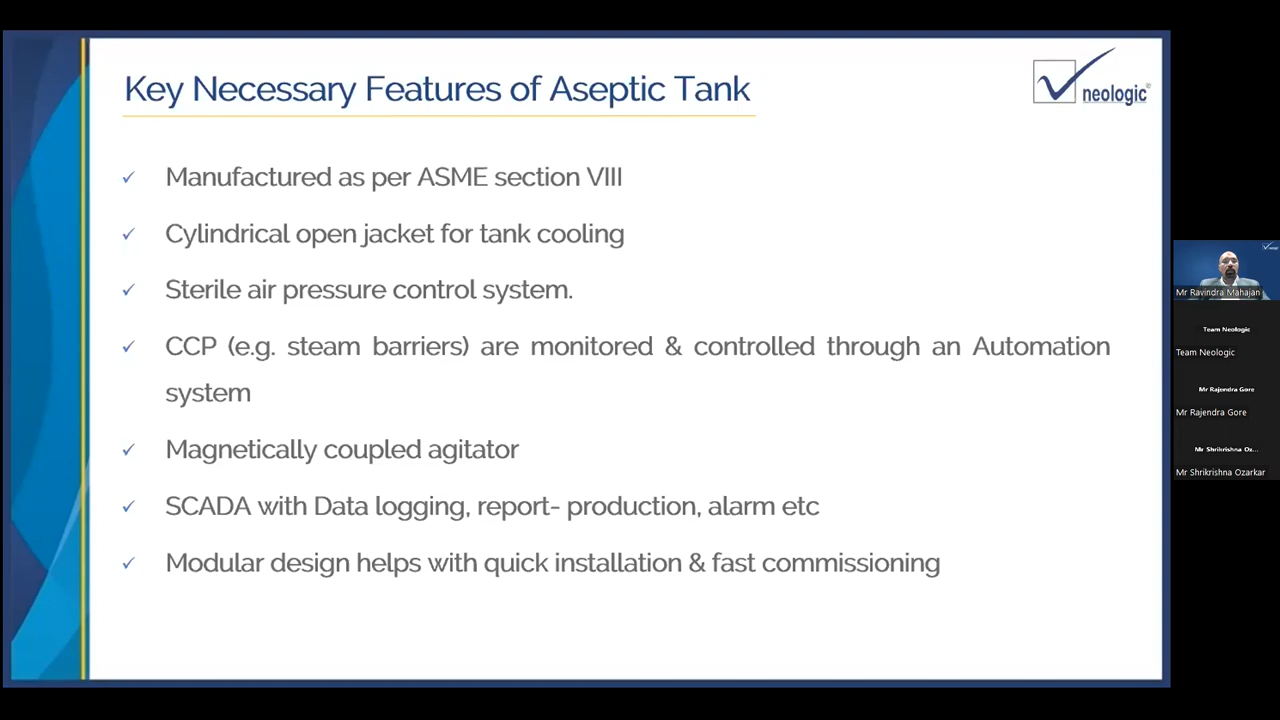 Key Necessary Features of Aseptic Tank
neologic®
✓ Manufactured as per ASME section VIII
✓ Cylindrical open jacket for tank cooling
✓ Sterile air pressure control system.
✓ CCP (e.g. steam barriers) are monitored & controlled through an Automation
system
✓ Magnetically coupled agitator
✓ SCADA with Data logging, report- production, alarm etc
✓ Modular design helps with quick installation & fast commissioning
Mr Ravindra Mahajan
Team Neologic
Team Neologic
Mr Rajendra Gore
Mr Rajendra Gore
Mr Shrikrishna Oz...
Mr Shrikrishna Ozarkar